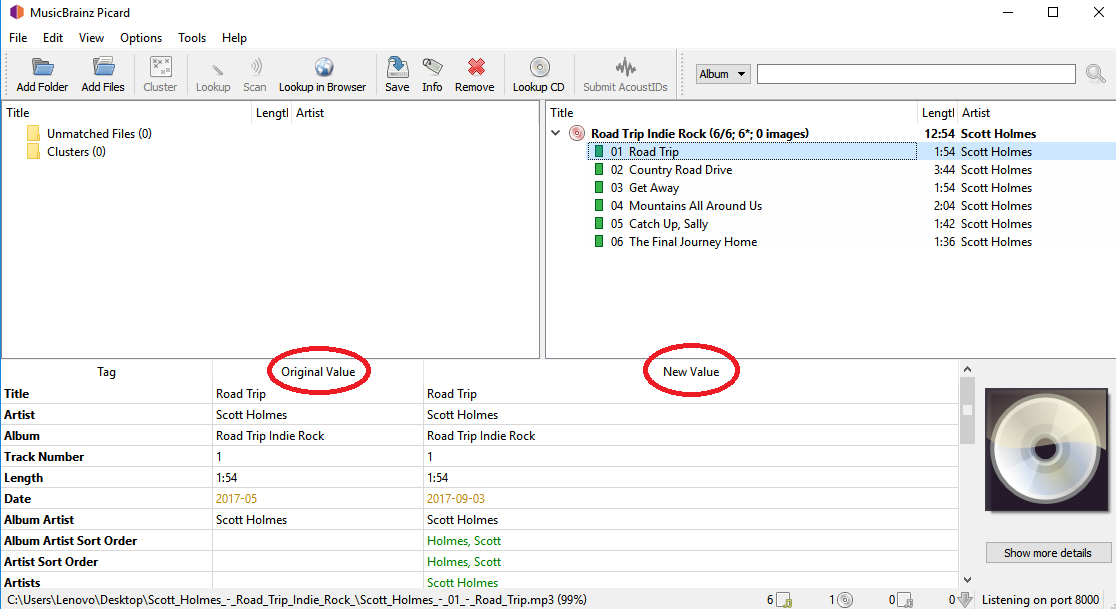 MusicBrainz Picard
File Edit View Options Tools Help
Add Folder Add Files Cluster Lookup Scan Lookup in Browser Save Info Remove Lookup CD Submit AcoustIDs Album
Title Lengtl Artist
Unmatched Files (0)
Clusters (0)
Title Lengtl Artist
Road Trip Indie Rock (6/6; 6*; 0 images) 12:54 Scott Holmes
01 Road Trip 1:54 Scott Holmes
02 Country Road Drive 3:44 Scott Holmes
03 Get Away 1:54 Scott Holmes
04 Mountains All Around Us 2:04 Scott Holmes
05 Catch Up, Sally 1:42 Scott Holmes
06 The Final Journey Home 1:36 Scott Holmes
Tag Original Value New Value
Title Road Trip Road Trip
Artist Scott Holmes Scott Holmes
Album Road Trip Indie Rock Road Trip Indie Rock
Track Number 1 1
Length 1:54 1:54
Date 2017-05 2017-09-03
Album Artist Scott Holmes Scott Holmes
Album Artist Sort Order Holmes, Scott
Artist Sort Order Holmes, Scott
Artists Scott Holmes
Show more details
C:\Users\Lenovo\Desktop\Scott_Holmes_-_Road_Trip_Indie_Rock_\Scott_Holmes_-_01_-_Road_Trip.mp3 (99%) 6 1 0 0 Listening on port 8000